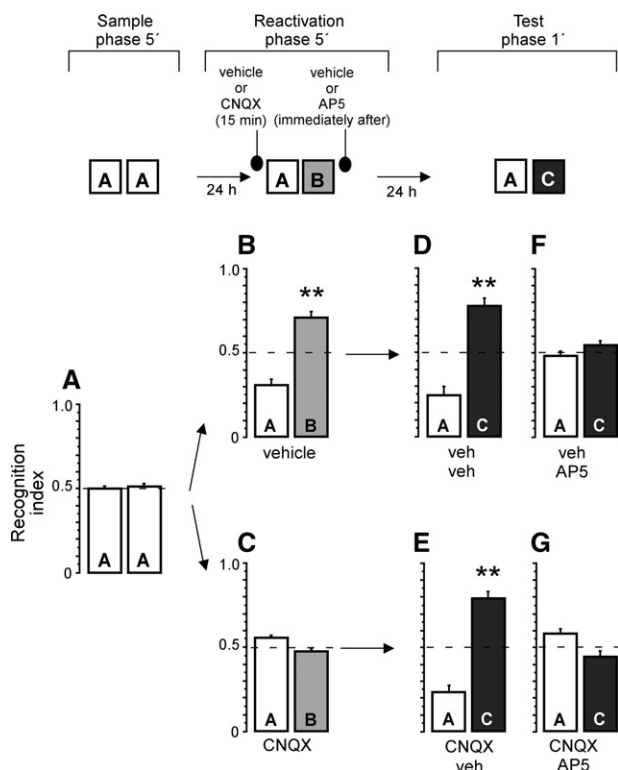 Sample
phase 5´
Reactivation
phase 5´
Test
phase 1´
vehicle
or
CNQX
(15 min)
vehicle
or
AP5
(immediately after)
A A
24 h
A B
24 h
A C
B
1.0
0.5
0
**
A B
vehicle
D
**
A C
veh
veh
F
A C
veh
AP5
A
1.0
0.5
0
Recognition
index
A A
C
1.0
0.5
0
A B
CNQX
E
**
A C
CNQX
veh
G
A C
CNQX
AP5